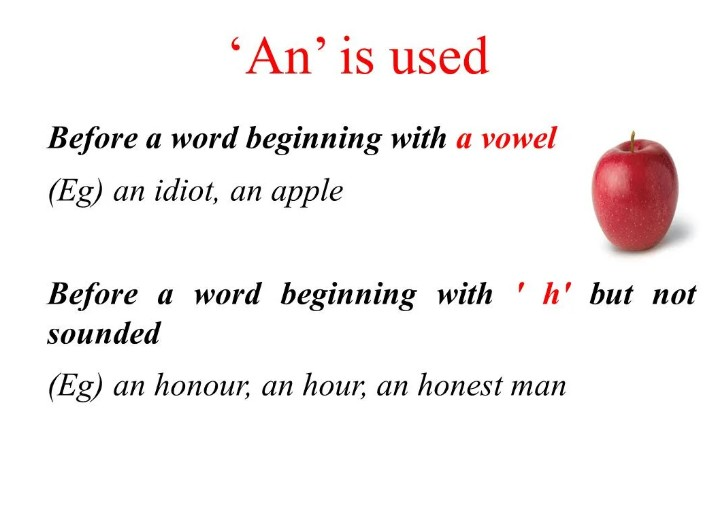 ‘An’ is used
Before a word beginning with a vowel
(Eg) an idiot, an apple
Before a word beginning with ' h' but not
sounded
(Eg) an honour, an hour, an honest man